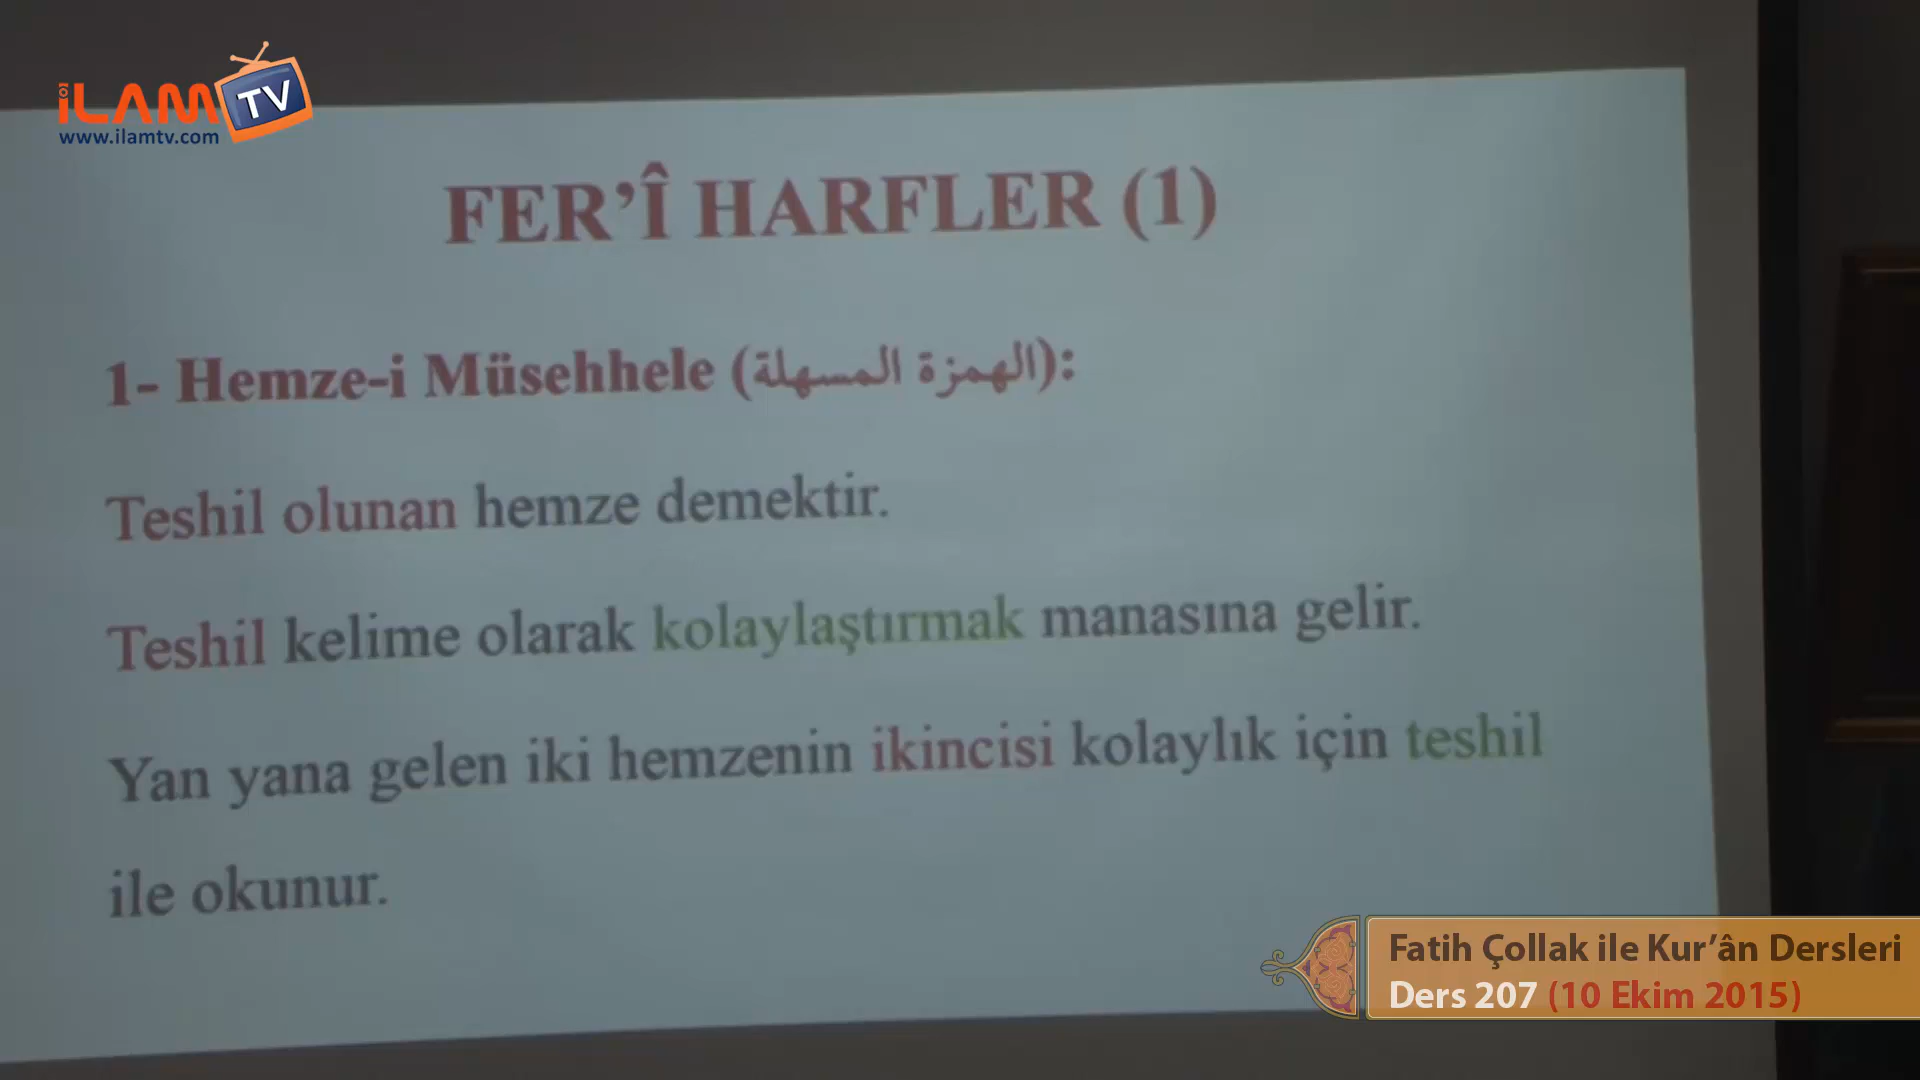 iLAM TV
www.ilamtv.com
FER’Î HARFLER (1)
1- Hemze-i Müsehhele (الهمزة المسهلة):
Teshil olunan hemze demektir.
Teshil kelime olarak kolaylaştırmak manasına gelir.
Yan yana gelen iki hemzenin ikincisi kolaylık için teshil
ile okunur.
Fatih Çollak ile Kur’ân Dersleri
Ders 207 (10 Ekim 2015)